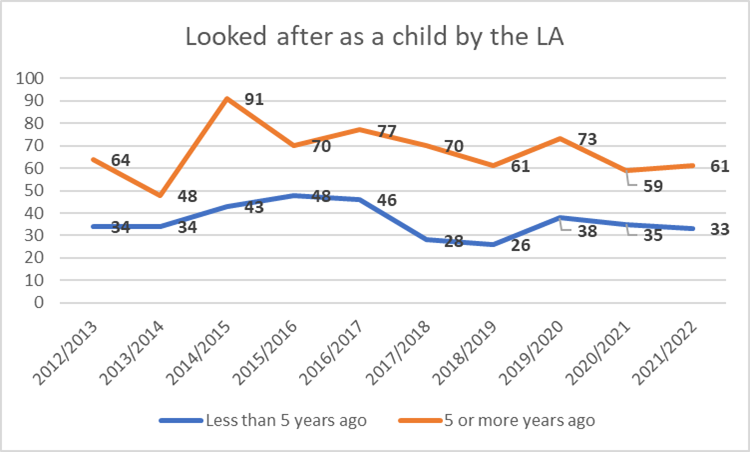 Looked after as a child by the LA
100
90
80
70
60
50
40
30
20
10
0
64 48 91 70 77 70 61 73 59 61
34 34 43 48 46 28 26 38 35 33
2012/2013 2013/2014 2014/2015 2015/2016 2016/2017 2017/2018 2018/2019 2019/2020 2020/2021 2021/2022
Less than 5 years ago 5 or more years ago